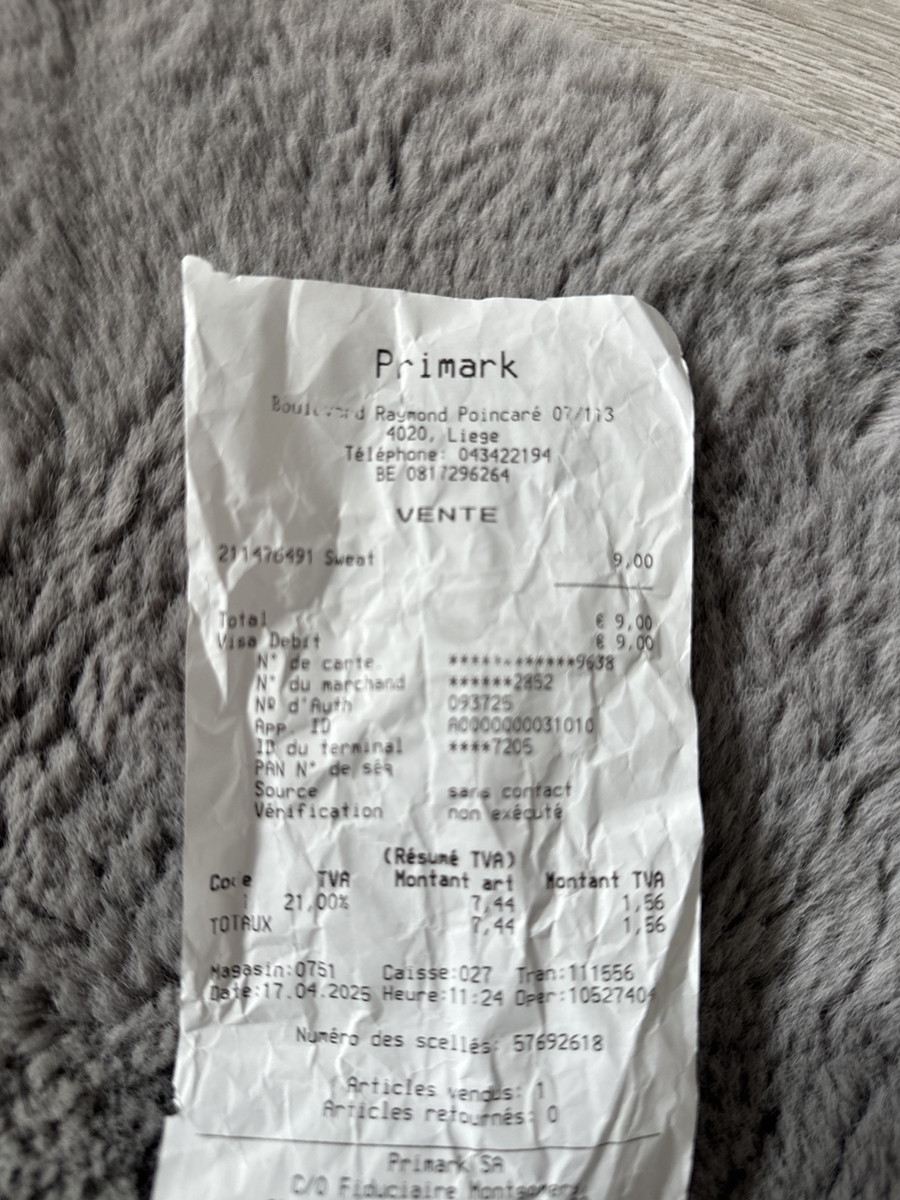 Primark
Boulevard Raymond Poincaré 07/113
4020, Liege
Téléphone: 043422194
BE 0817296264
VENTE
211476491 Sweat 9,00
Total € 9,00
Visa Debit € 9,00
N° de carte ************9638
N° du marchand ******2852
Nº d'Auth 093725
App. ID A0000000031010
ID du terminal ****7205
PAN N° de séq
Source sans contact
Vérification non exécuté
(Résumé TVA)
Code TVA Montant art Montant TVA
1 21,00% 7,44 1,56
TOTAUX 7,44 1,56
Magasin:0751 Caisse:027 Tran:111556
Date:17.04.2025 Heure:11:24 Oper:10527404
Numéro des scellés: 57692618
Articles vendus: 1
Articles retournés: 0
Primark SA
C/O Fiduciaire